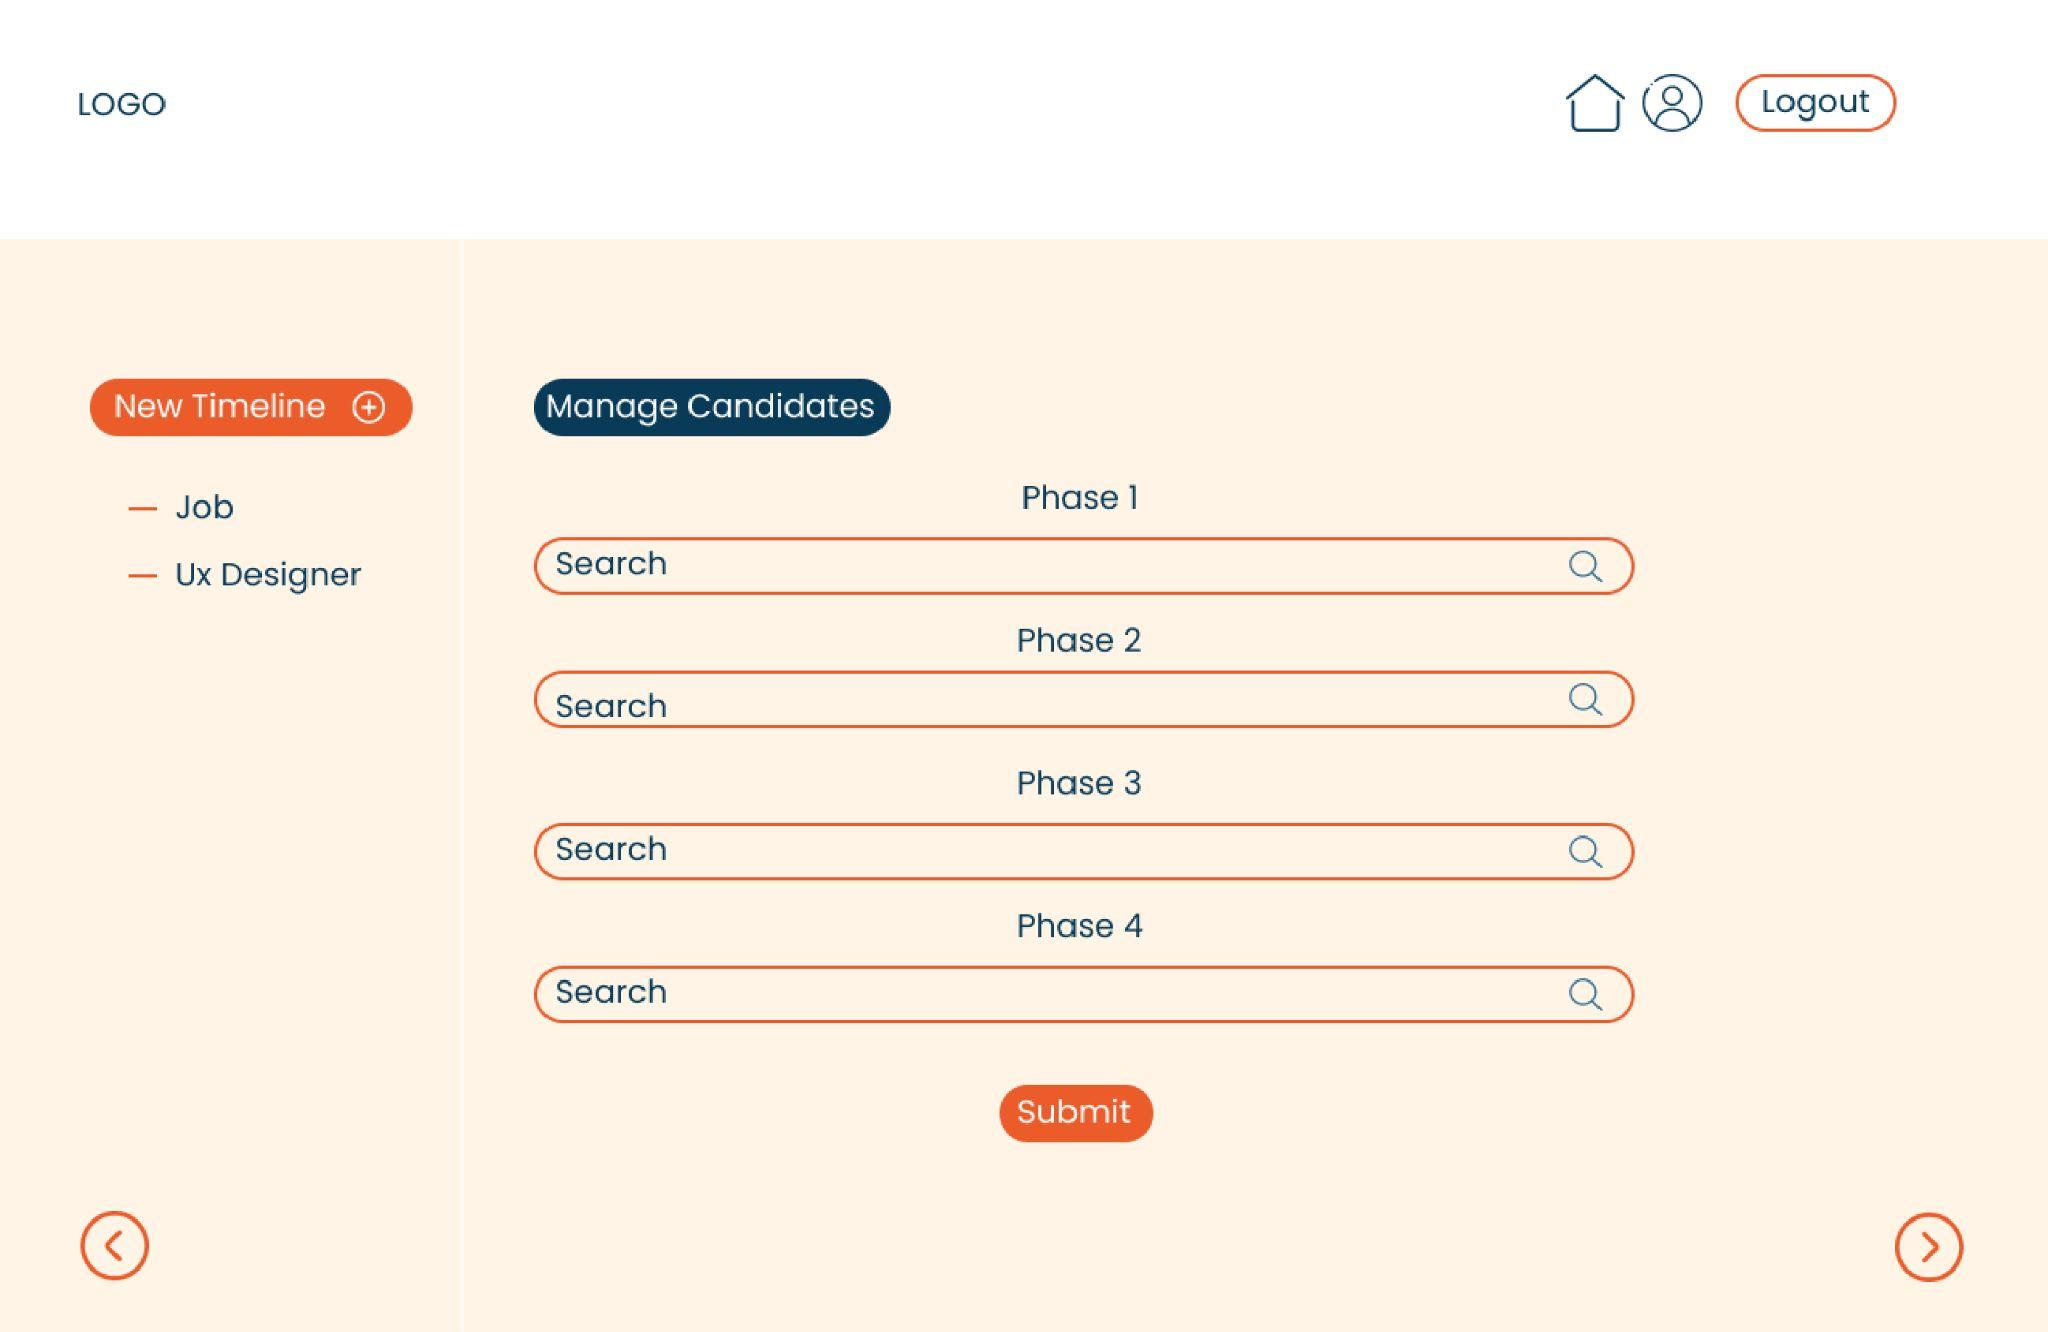 LOGO
Logout
New Timeline
Job
Ux Designer
Manage Candidates
Phase 1
Search
Phase 2
Search
Phase 3
Search
Phase 4
Search
Submit